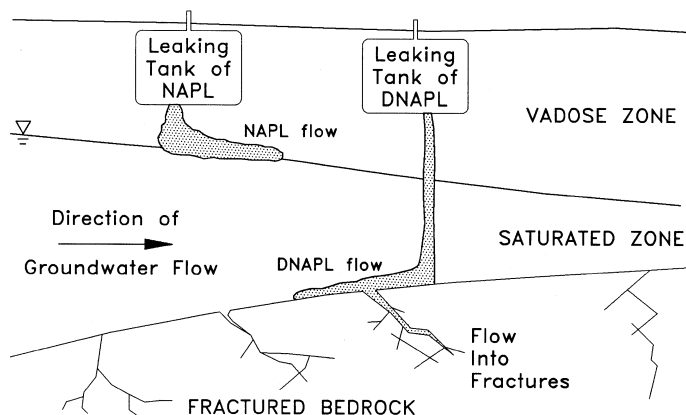 Leaking
Tank of
NAPL
Leaking
Tank of
DNAPL
VADOSE ZONE
NAPL flow
Direction of
Groundwater Flow
SATURATED ZONE
DNAPL flow
Flow
Into
Fractures
FRACTURED BEDROCK